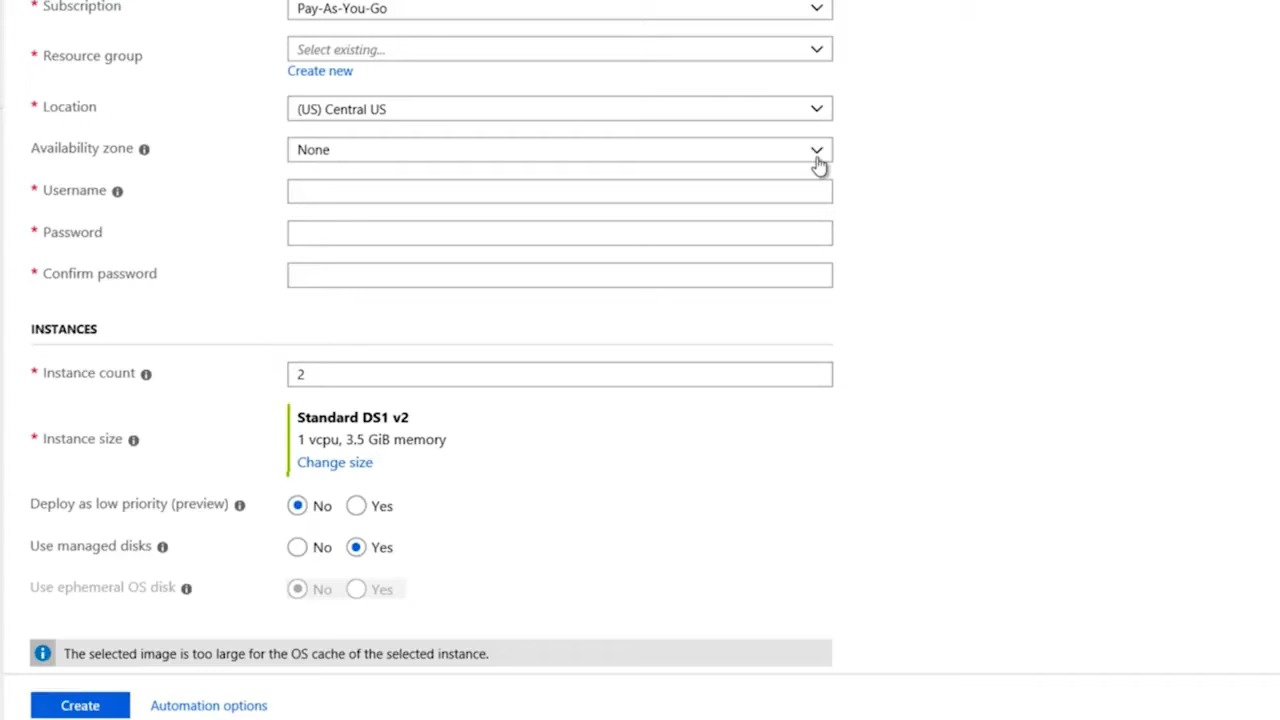 * Subscription Pay-As-You-Go
* Resource group Select existing...
Create new
* Location (US) Central US
Availability zone None
* Username
* Password
* Confirm password
INSTANCES
* Instance count 2
Standard DS1 v2
* Instance size 1 vcpu, 3.5 GiB memory
Change size
Deploy as low priority (preview) No Yes
Use managed disks No Yes
Use ephemeral OS disk No Yes
The selected image is too large for the OS cache of the selected instance.
Create Automation options